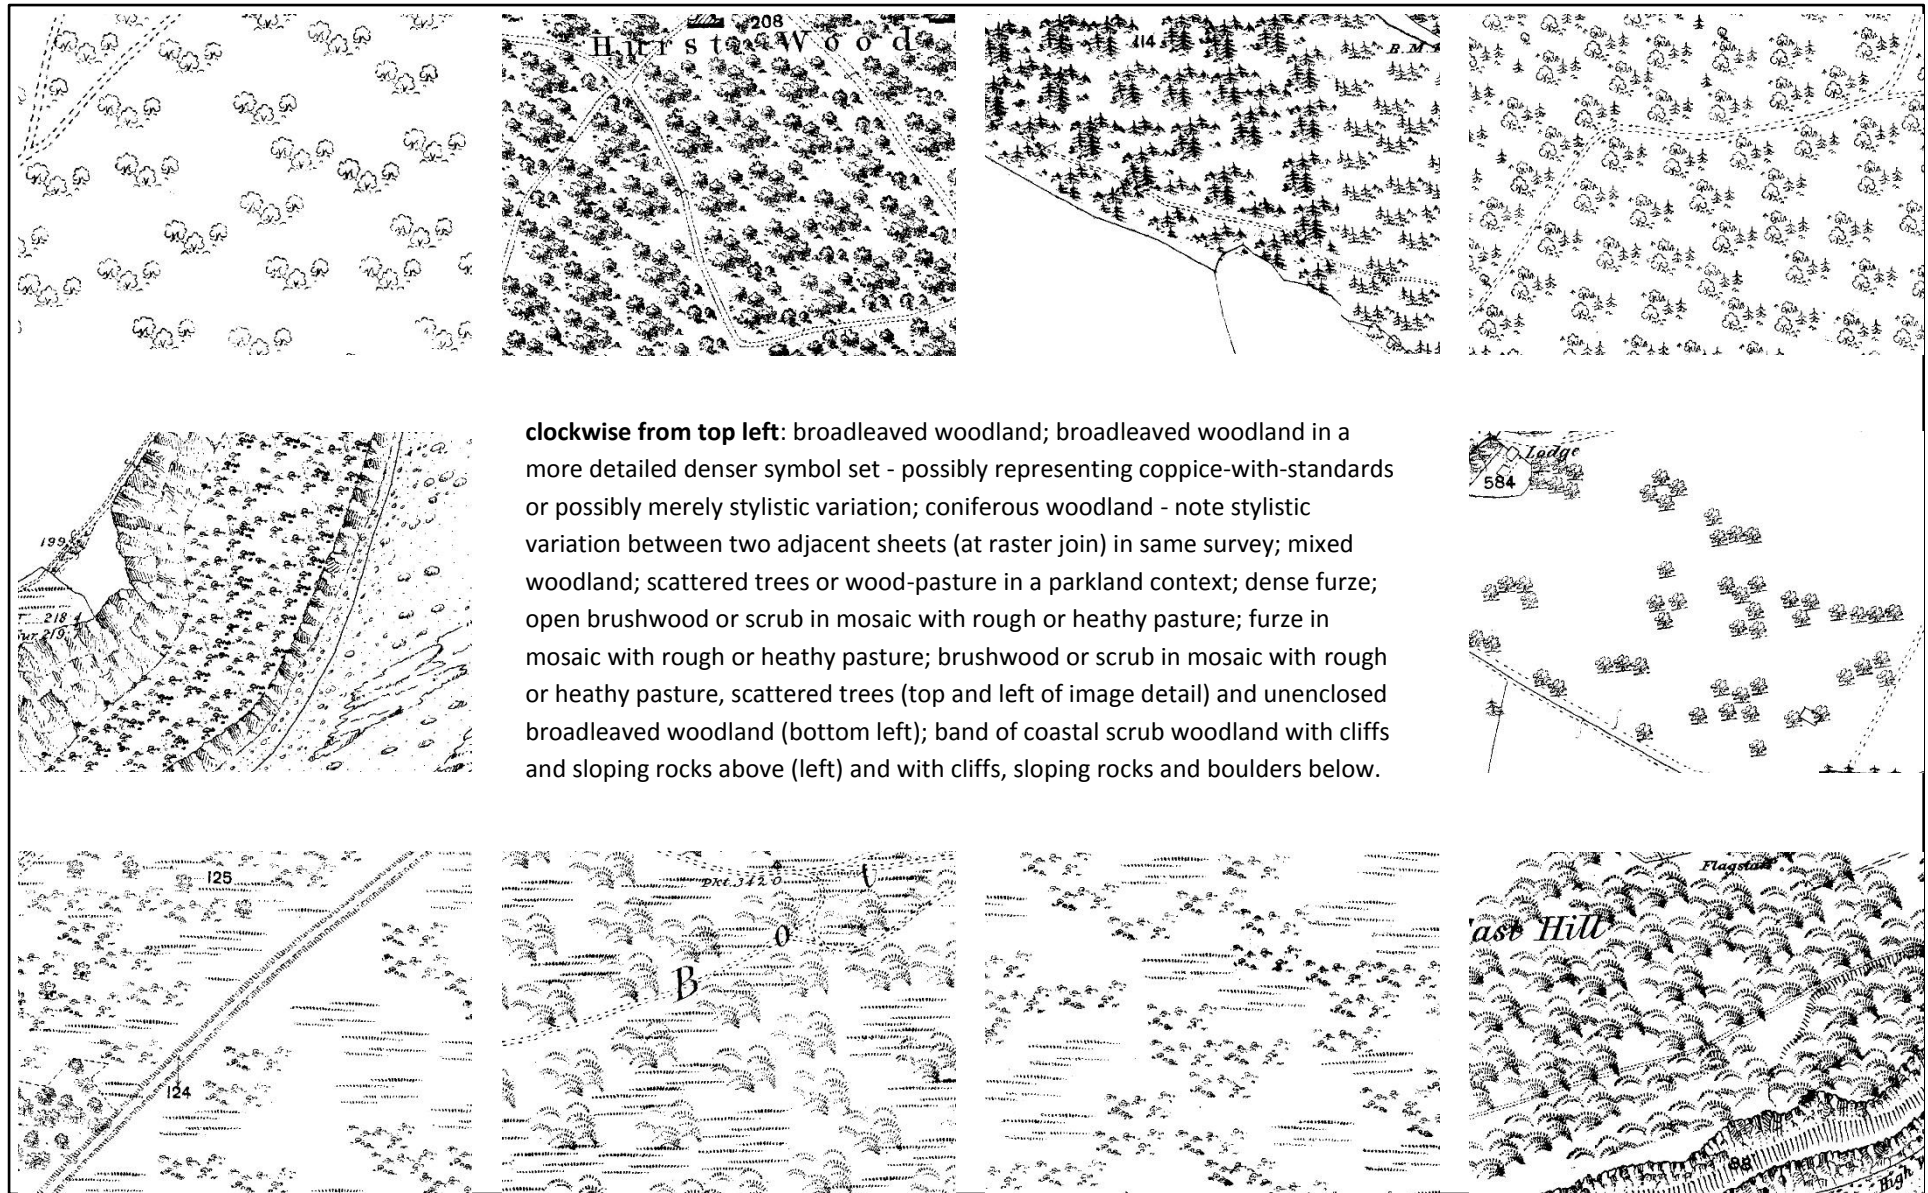 208
Hurst Wood
114
B.M.
clockwise from top left: broadleaved woodland; broadleaved woodland in a
more detailed denser symbol set - possibly representing coppice-with-standards
or possibly merely stylistic variation; coniferous woodland - note stylistic
variation between two adjacent sheets (at raster join) in same survey; mixed
woodland; scattered trees or wood-pasture in a parkland context; dense furze;
open brushwood or scrub in mosaic with rough or heathy pasture; furze in
mosaic with rough or heathy pasture; brushwood or scrub in mosaic with rough
or heathy pasture, scattered trees (top and left of image detail) and unenclosed
broadleaved woodland (bottom left); band of coastal scrub woodland with cliffs
and sloping rocks above (left) and with cliffs, sloping rocks and boulders below.
199
218
219
Lodge
584
125
124
342
B o t
Flagstaff
ast Hill
High